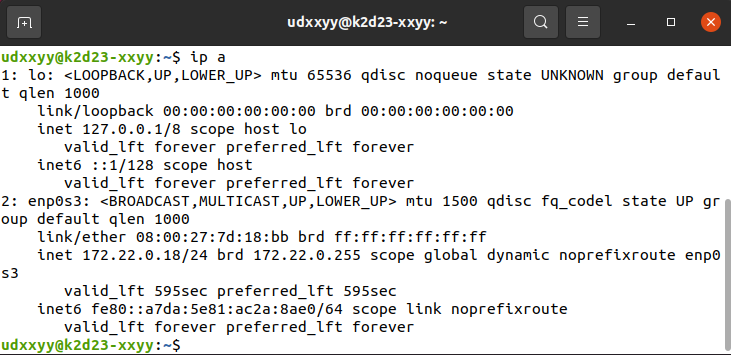 udxxyy@k2d23-xxyy: ~
udxxyy@k2d23-xxyy:~$ ip a
1: lo: <LOOPBACK,UP,LOWER_UP> mtu 65536 qdisc noqueue state UNKNOWN group defaul
t qlen 1000
    link/loopback 00:00:00:00:00:00 brd 00:00:00:00:00:00
    inet 127.0.0.1/8 scope host lo
       valid_lft forever preferred_lft forever
    inet6 ::1/128 scope host
       valid_lft forever preferred_lft forever
2: enp0s3: <BROADCAST,MULTICAST,UP,LOWER_UP> mtu 1500 qdisc fq_codel state UP gr
oup default qlen 1000
    link/ether 08:00:27:7d:18:bb brd ff:ff:ff:ff:ff:ff
    inet 172.22.0.18/24 brd 172.22.0.255 scope global dynamic noprefixroute enp0
s3
       valid_lft 595sec preferred_lft 595sec
    inet6 fe80::a7da:5e81:ac2a:8ae0/64 scope link noprefixroute
       valid_lft forever preferred_lft forever
udxxyy@k2d23-xxyy:~$